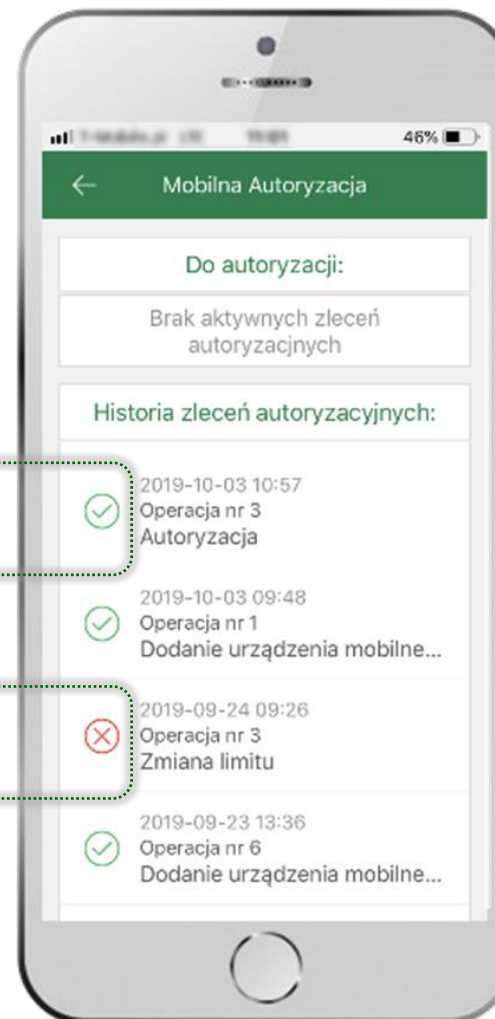 46%
Mobilna Autoryzacja
Do autoryzacji:
Brak aktywnych zleceń
autoryzacjnych
Historia zleceń autoryzacyjnych:
2019-10-03 10:57
Operacja nr 3
Autoryzacja
2019-10-03 09:48
Operacja nr 1
Dodanie urządzenia mobilne...
2019-09-24 09:26
Operacja nr 3
Zmiana limitu
2019-09-23 13:36
Operacja nr 6
Dodanie urządzenia mobilne...